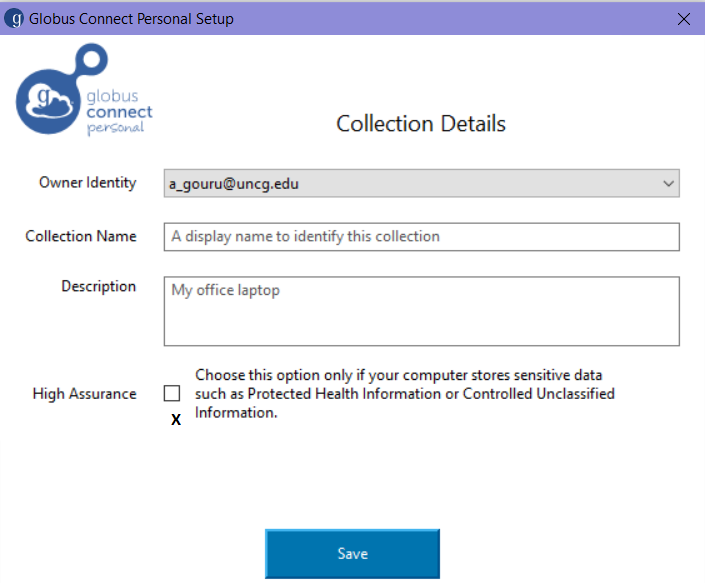 g Globus Connect Personal Setup
g globus
connect
personal
Collection Details
Owner Identity a_gouru@uncg.edu
Collection Name A display name to identify this collection
Description My office laptop
High Assurance Choose this option only if your computer stores sensitive data
such as Protected Health Information or Controlled Unclassified
Information.
X
Save